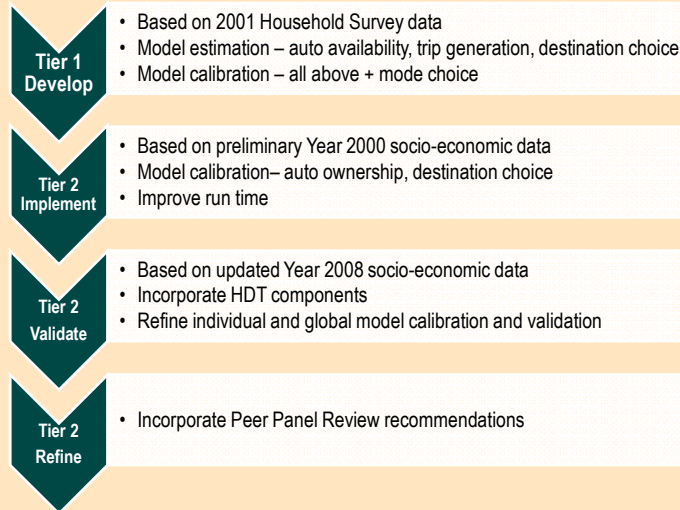 Tier 1
Develop
• Based on 2001 Household Survey data
• Model estimation – auto availability, trip generation, destination choice
• Model calibration – all above + mode choice
Tier 2
Implement
• Based on preliminary Year 2000 socio-economic data
• Model calibration– auto ownership, destination choice
• Improve run time
Tier 2
Validate
• Based on updated Year 2008 socio-economic data
• Incorporate HDT components
• Refine individual and global model calibration and validation
Tier 2
Refine
• Incorporate Peer Panel Review recommendations